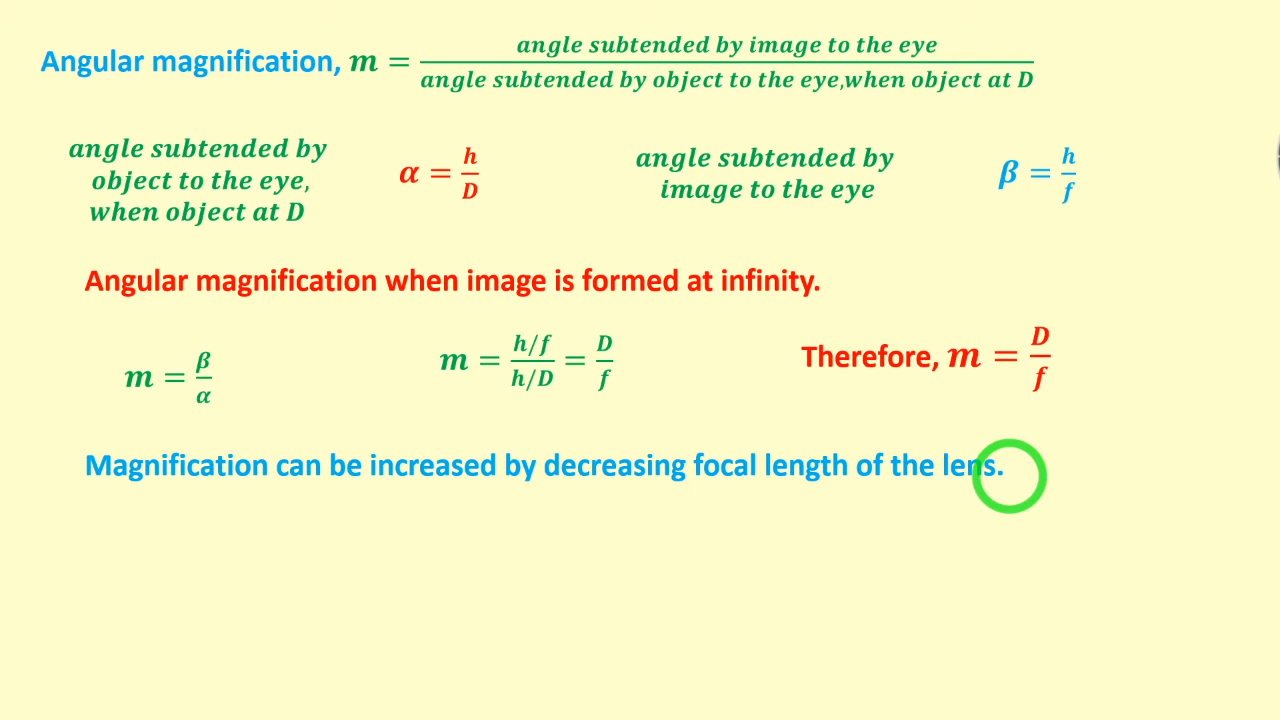 Angular magnification, m = angle subtended by image to the eye / angle subtended by object to the eye,when object at D
angle subtended by
object to the eye,
when object at D
α = h/D
angle subtended by
image to the eye
β = h/f
Angular magnification when image is formed at infinity.
m = β/α
m = h/f / h/D = D/f
Therefore, m = D/f
Magnification can be increased by decreasing focal length of the lens.